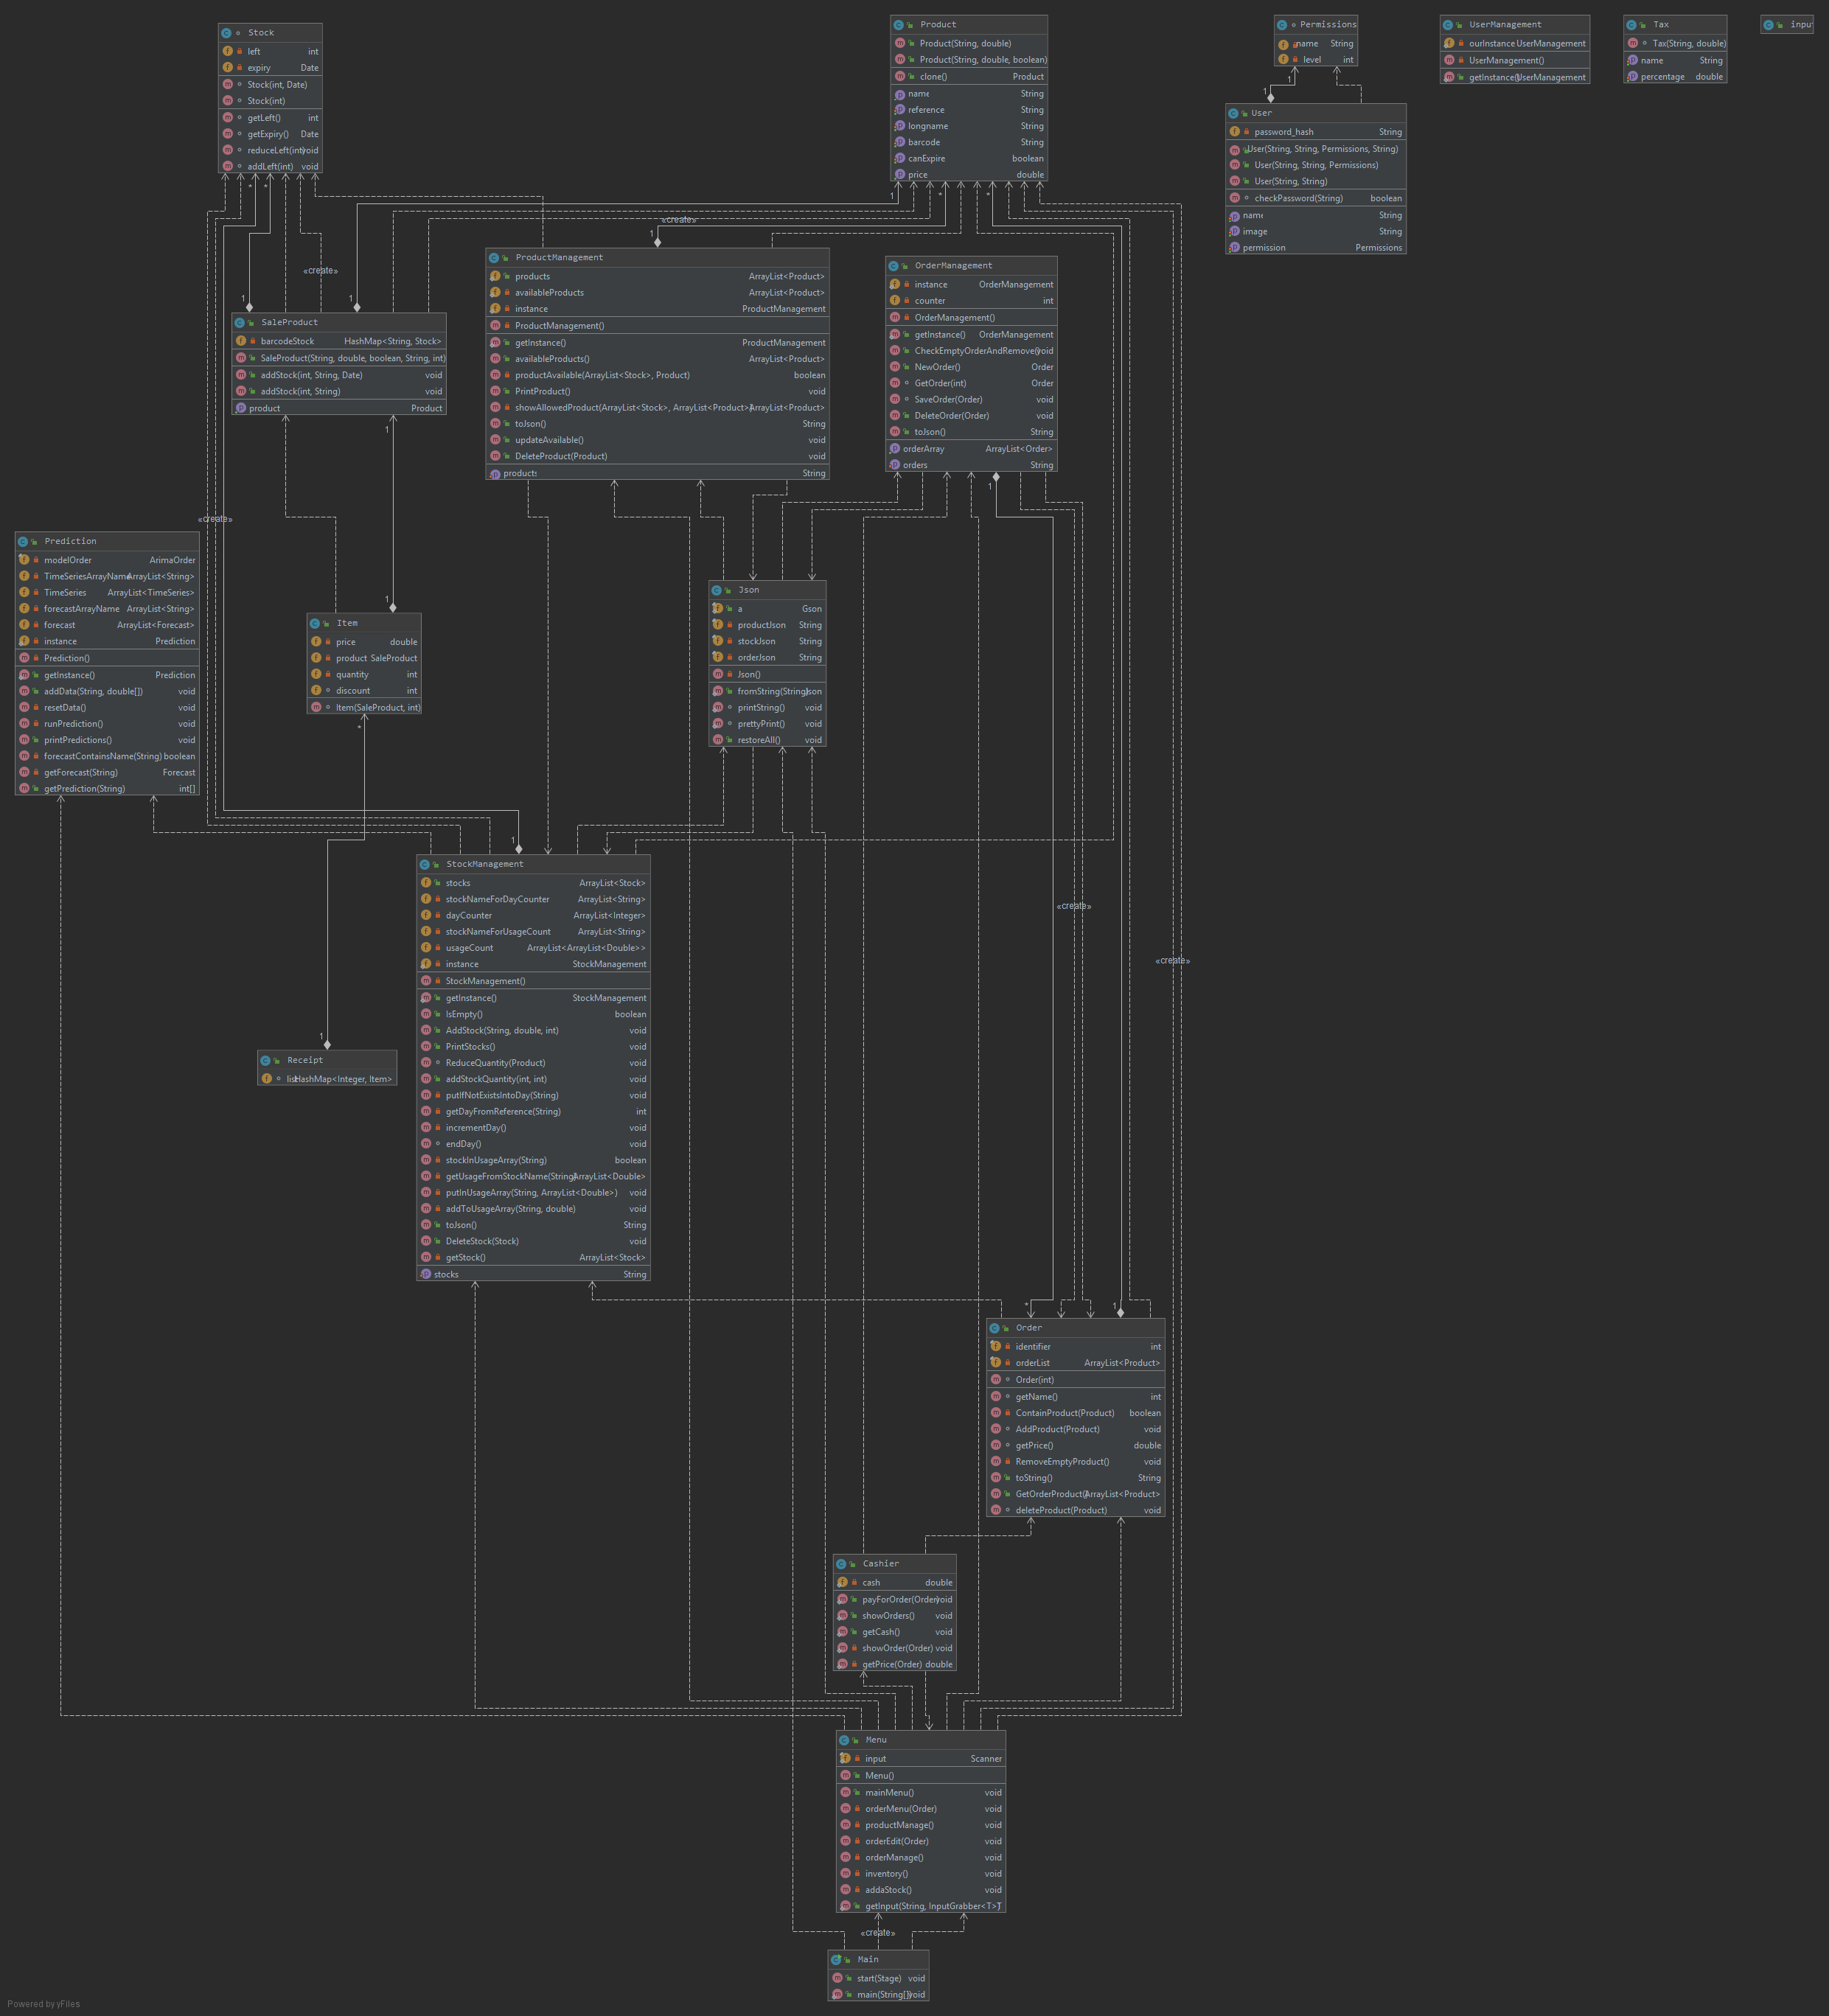 Stock
left int
expiry Date
Stock(int, Date)
Stock(int)
getLeft() int
getExpiry() Date
reduceLeft(int) void
addLeft(int) void
Product
Product(String, double)
Product(String, double, boolean)
clone() Product
name String
reference String
longname String
barcode String
canExpire boolean
price double
Permissions
name String
level int
UserManagement
ourInstance UserManagement
UserManagement()
getInstance() UserManagement
Tax
Tax(String, double)
name String
percentage double
input
User
password_hash String
User(String, String, Permissions, String)
User(String, String, Permissions)
User(String, String)
checkPassword(String) boolean
name String
image String
permission Permissions
1
1
*
*
1
*
*
«create»
1
ProductManagement
products ArrayList<Product>
availableProducts ArrayList<Product>
instance ProductManagement
ProductManagement()
getInstance() ProductManagement
availableProducts() ArrayList<Product>
productAvailable(ArrayList<Stock>, Product) boolean
PrintProduct() void
showAllowedProduct(ArrayList<Stock>, ArrayList<Product>) ArrayList<Product>
toJson() String
updateAvailable() void
DeleteProduct(Product) void
products String
OrderManagement
instance OrderManagement
counter int
OrderManagement()
getInstance() OrderManagement
CheckEmptyOrderAndRemove() void
NewOrder() Order
GetOrder(int) Order
SaveOrder(Order) void
DeleteOrder(Order) void
toJson() String
orderArray ArrayList<Order>
orders String
«create»
1
1
SaleProduct
barcodeStock HashMap<String, Stock>
SaleProduct(String, double, boolean, String, int)
addStock(int, String, Date) void
addStock(int, String) void
product Product
1
1
«create»
Prediction
modelOrder ArimaOrder
TimeSeriesArrayName ArrayList<String>
TimeSeries ArrayList<TimeSeries>
forecastArrayName ArrayList<String>
forecast ArrayList<Forecast>
instance Prediction
Prediction()
getInstance() Prediction
addData(String, double[]) void
resetData() void
runPrediction() void
printPredictions() void
forecastContainsName(String) boolean
getForecast(String) Forecast
getPrediction(String) int[]
Json
a Gson
productJson String
stockJson String
orderJson String
Json()
fromString(String) Json
printString() void
prettyPrint() void
restoreAll() void
1
Item
price double
product SaleProduct
quantity int
discount int
Item(SaleProduct, int)
*
1
StockManagement
stocks ArrayList<Stock>
stockNameForDayCounter ArrayList<String>
dayCounter ArrayList<Integer>
stockNameForUsageCount ArrayList<String>
usageCount ArrayList<ArrayList<Double>>
instance StockManagement
StockManagement()
getInstance() StockManagement
IsEmpty() boolean
AddStock(String, double, int) void
PrintStocks() void
ReduceQuantity(Product) void
addStockQuantity(int, int) void
putIfNotExistsIntoDay(String) void
getDayFromReference(String) int
incrementDay() void
endDay() void
stockInUsageArray(String) boolean
getUsageFromStockName(String) ArrayList<Double>
putInUsageArray(String, ArrayList<Double>) void
addToUsageArray(String, double) void
toJson() String
DeleteStock(Stock) void
getStock() ArrayList<Stock>
stocks String
«create»
«create»
1
Receipt
list HashMap<Integer, Item>
*
1
Order
identifier int
orderList ArrayList<Product>
Order(int)
getName() int
ContainProduct(Product) boolean
AddProduct(Product) void
getPrice() double
RemoveEmptyProduct() void
toString() String
GetOrderProduct() ArrayList<Product>
deleteProduct(Product) void
Cashier
cash double
payForOrder(Order) void
showOrders() void
getCash() void
showOrder(Order) void
getPrice(Order) double
Menu
input Scanner
Menu()
mainMenu() void
orderMenu(Order) void
productManage() void
orderEdit(Order) void
orderManage() void
inventory() void
addaStock() void
getInput(String, InputGrabber<T>) T
«create»
Main
start(Stage) void
main(String[]) void
Powered by yFiles